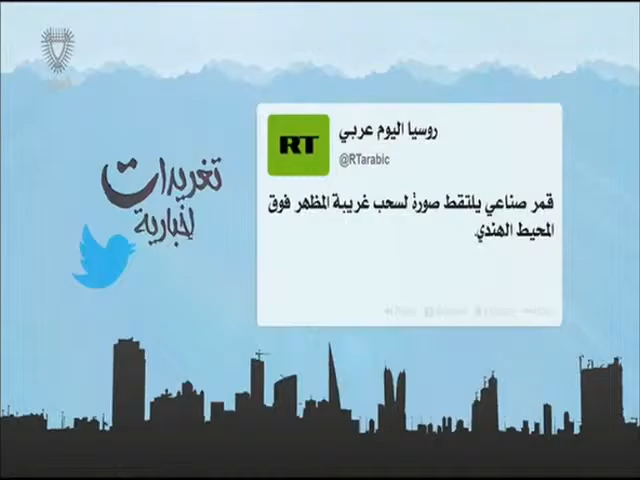 تغريدات
إخبارية
RT
روسيا اليوم عربي
@RTarabic
قمر صناعي يلتقط صورة لسحب غريبة المظهر فوق
المحيط الهندي.